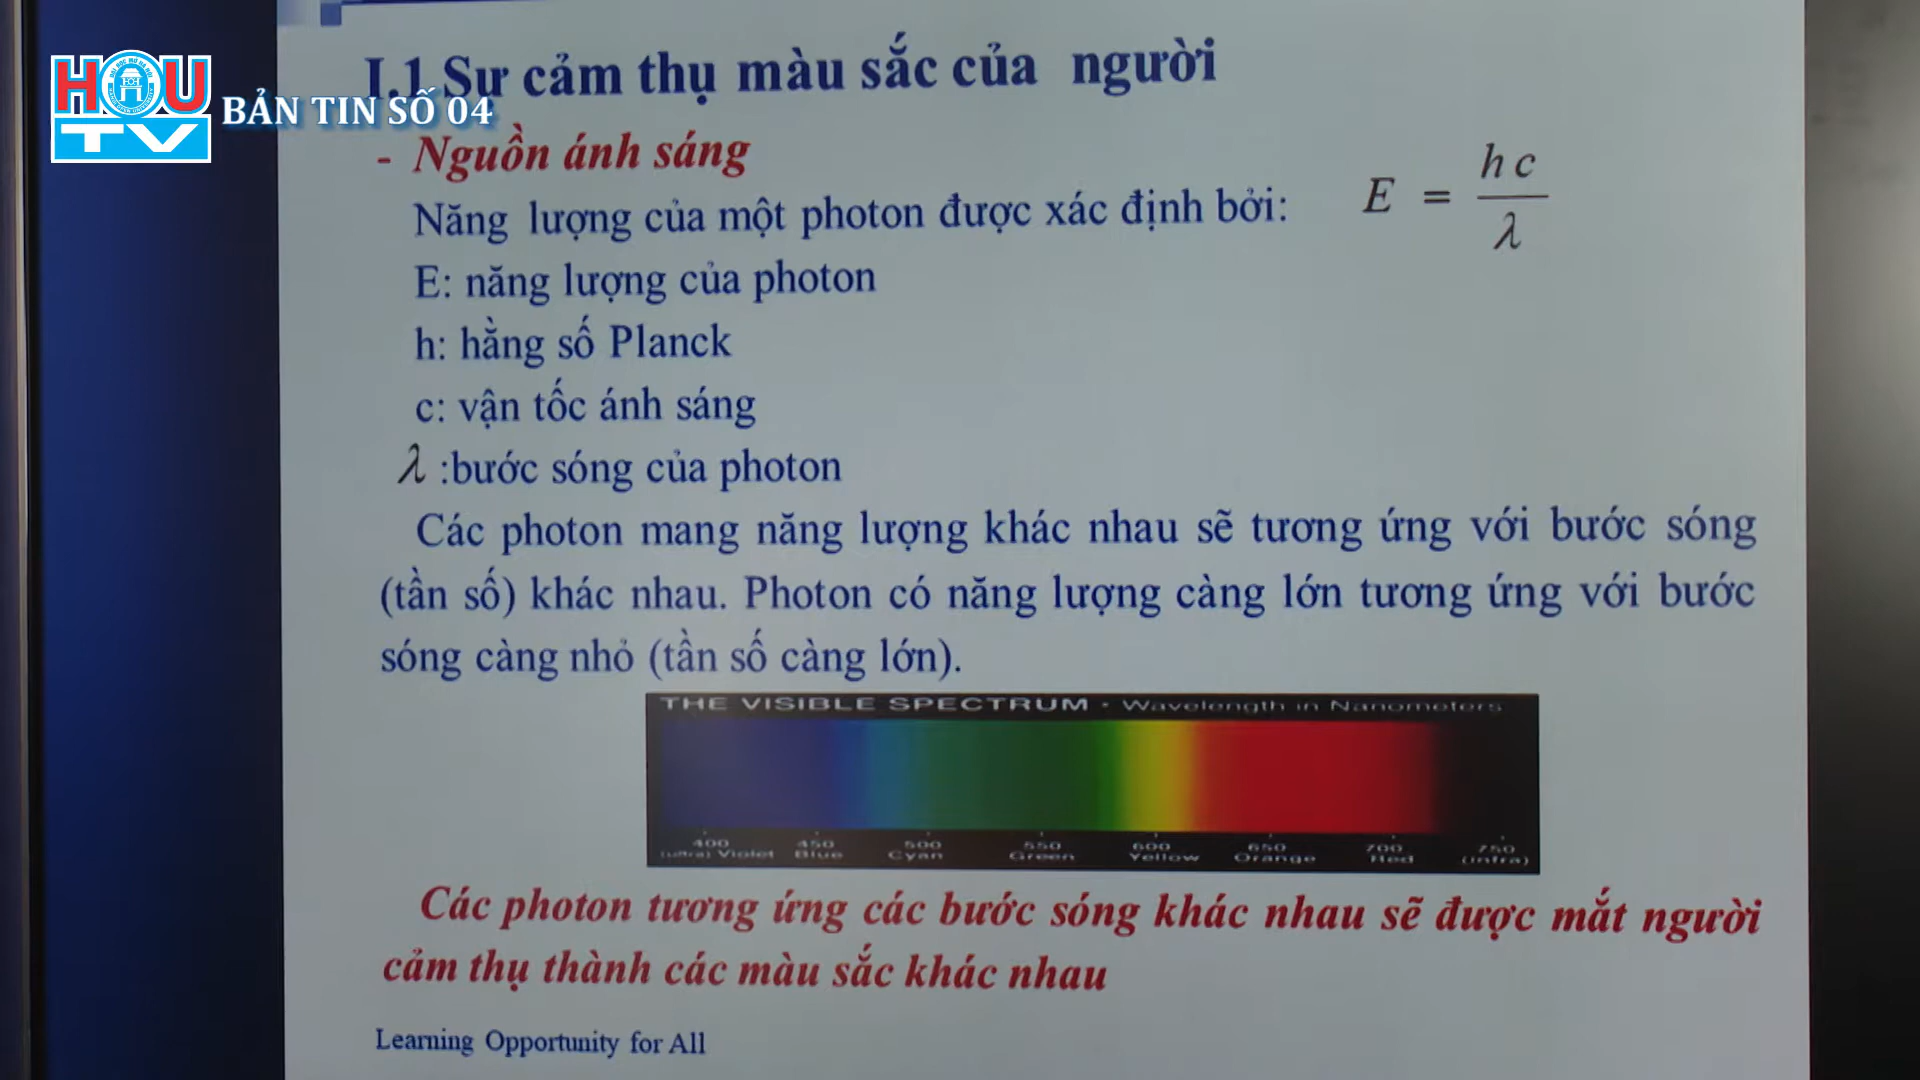 HOU
TV
BẢN TIN SỐ 04
I.1 Sự cảm thụ màu sắc của người
- Nguồn ánh sáng
Năng lượng của một photon được xác định bởi:
E = h c / λ
E: năng lượng của photon
h: hằng số Planck
c: vận tốc ánh sáng
λ :bước sóng của photon
Các photon mang năng lượng khác nhau sẽ tương ứng với bước sóng
(tần số) khác nhau. Photon có năng lượng càng lớn tương ứng với bước
sóng càng nhỏ (tần số càng lớn).
THE VISIBLE SPECTRUM · Wavelength in Nanometers
400 450 500 550 600 650 700 750
(ultra) Violet Blue Cyan Green Yellow Orange Red (infra)
Các photon tương ứng các bước sóng khác nhau sẽ được mắt người
cảm thụ thành các màu sắc khác nhau
Learning Opportunity for All